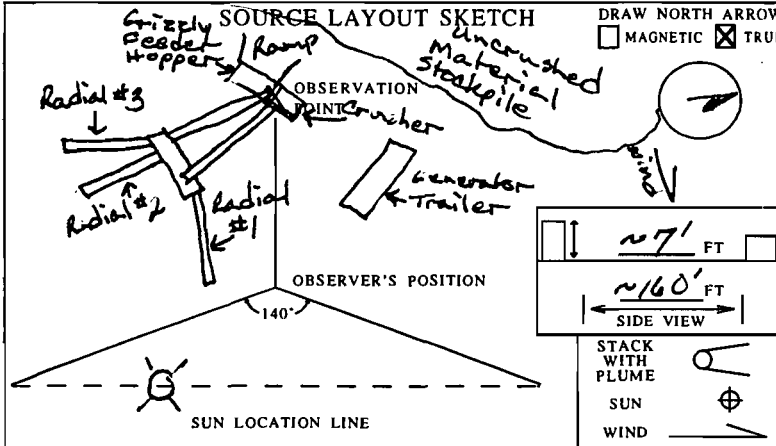 SOURCE LAYOUT SKETCH
DRAW NORTH ARROW
MAGNETIC TRU
Grizzly
Feeder
Hopper
Ramp
Uncrushed
Material
Stockpile
OBSERVATION
POINT
Crusher
Radial #3
Radial #2
Radial
#1
Generator
Trailer
wind
~7' FT
~160' FT
SIDE VIEW
OBSERVER'S POSITION
140°
SUN LOCATION LINE
STACK
WITH
PLUME
SUN
WIND